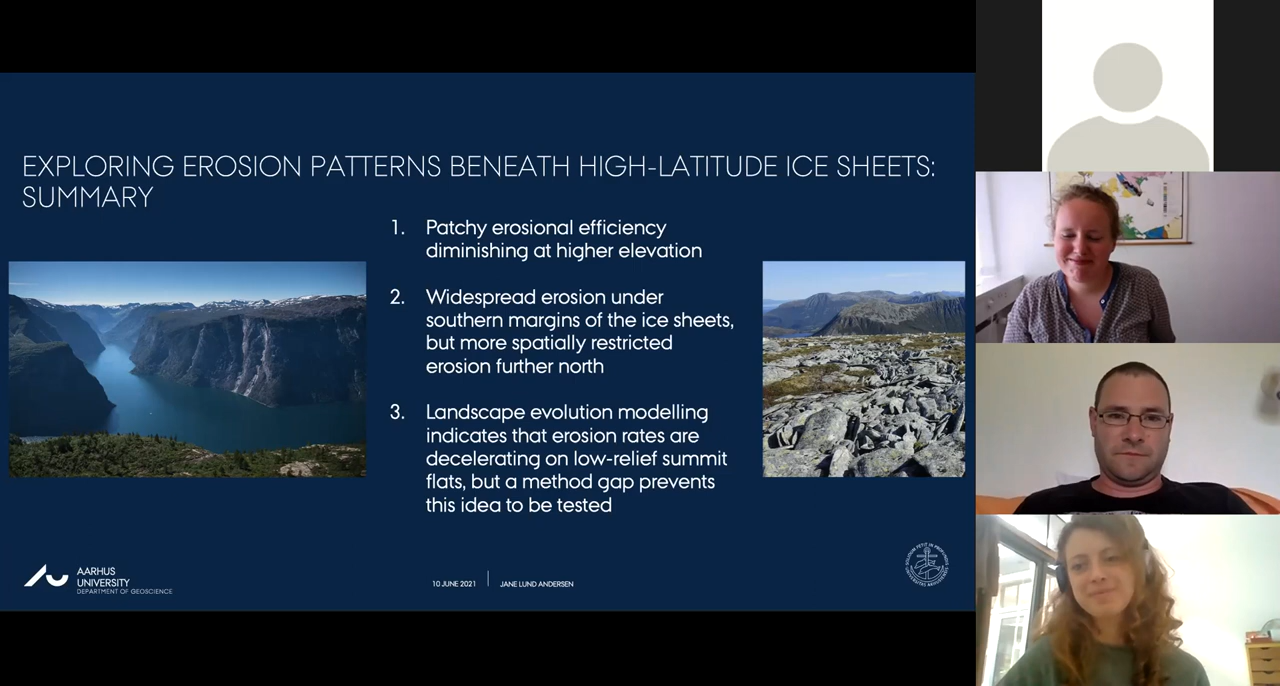 EXPLORING EROSION PATTERNS BENEATH HIGH-LATITUDE ICE SHEETS:
SUMMARY
1. Patchy erosional efficiency
diminishing at higher elevation
2. Widespread erosion under
southern margins of the ice sheets,
but more spatially restricted
erosion further north
3. Landscape evolution modelling
indicates that erosion rates are
decelerating on low-relief summit
flats, but a method gap prevents
this idea to be tested
AARHUS
UNIVERSITY
DEPARTMENT OF GEOSCIENCE
10 JUNE 2021
JANE LUND ANDERSEN